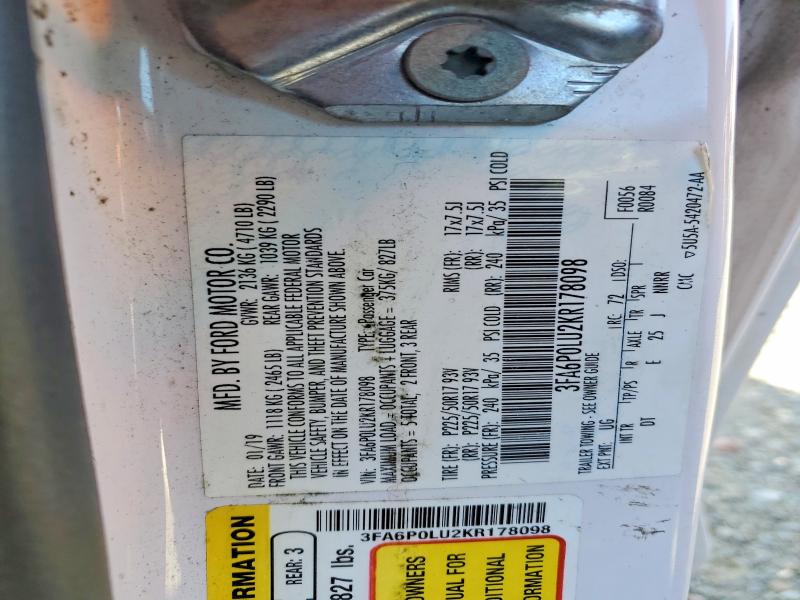 MFD. BY FORD MOTOR CO.
DATE: 01/19 GVWR: 2136 KG ( 4710 LB)
FRONT GAWR: 1118 KG ( 2465 LB) REAR GAWR: 1039 KG ( 2290 LB)
THIS VEHICLE CONFORMS TO ALL APPLICABLE FEDERAL MOTOR
VEHICLE SAFETY, BUMPER, AND THEFT PREVENTION STANDARDS
IN EFFECT ON THE DATE OF MANUFACTURE SHOWN ABOVE.
VIN: 3FA6P0LU2KR178098 TYPE: Passenger Car
MAXIMUM LOAD = OCCUPANTS + LUGGAGE = 375KG/ 827LB
OCCUPANTS = 5 TOTAL, 2 FRONT, 3 REAR
TIRE (FR): P225/50R17 93V RIMS (FR): 17x7.5J
(RR): P225/50R17 93V (RR): 17x7.5J
PRESSURE (FR): 240 kPa/ 35 PSI COLD (RR): 240 kPa/ 35 PSI COLD
3FA6P0LU2KR178098
TRAILER TOWING - SEE OWNER GUIDE
F0056
R0084
EXT PNT: UG RC: 72 DSO:
INT TR TP/PS R AXLE TR SPR
DT E 25 J NNRR
CMC
5U5A-5420472-AA
RMATION
REAR: 3
827 lbs.
3FA6P0LU2KR178098
OWNERS
UAL FOR
DITIONAL
ORMATION